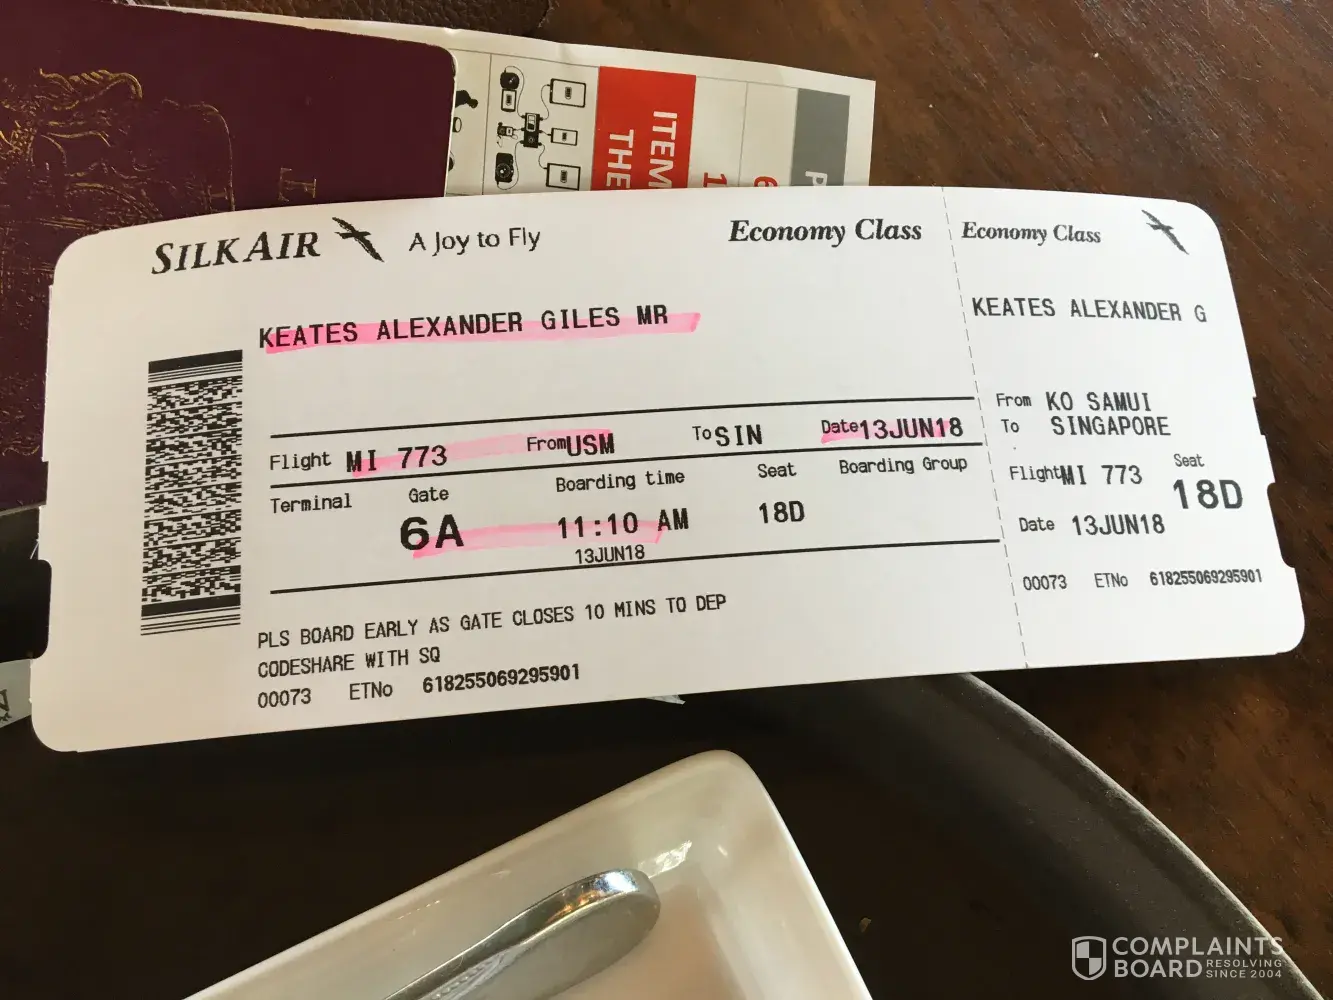 ITEM
THE
1
6
P
SILKAIR A Joy to Fly
Economy Class
KEATES ALEXANDER GILES MR
Flight MI 773 From USM To SIN Date 13JUN18
Terminal Gate Boarding time Seat Boarding Group
6A 11:10 AM 18D
13JUN18
PLS BOARD EARLY AS GATE CLOSES 10 MINS TO DEP
CODESHARE WITH SQ
00073 ETNo 618255069295901
Economy Class
KEATES ALEXANDER G
From KO SAMUI
To SINGAPORE
Flight MI 773 Seat
18D
Date 13JUN18
00073 ETNo 618255069295901
COMPLAINTS
BOARD RESOLVING
SINCE 2004